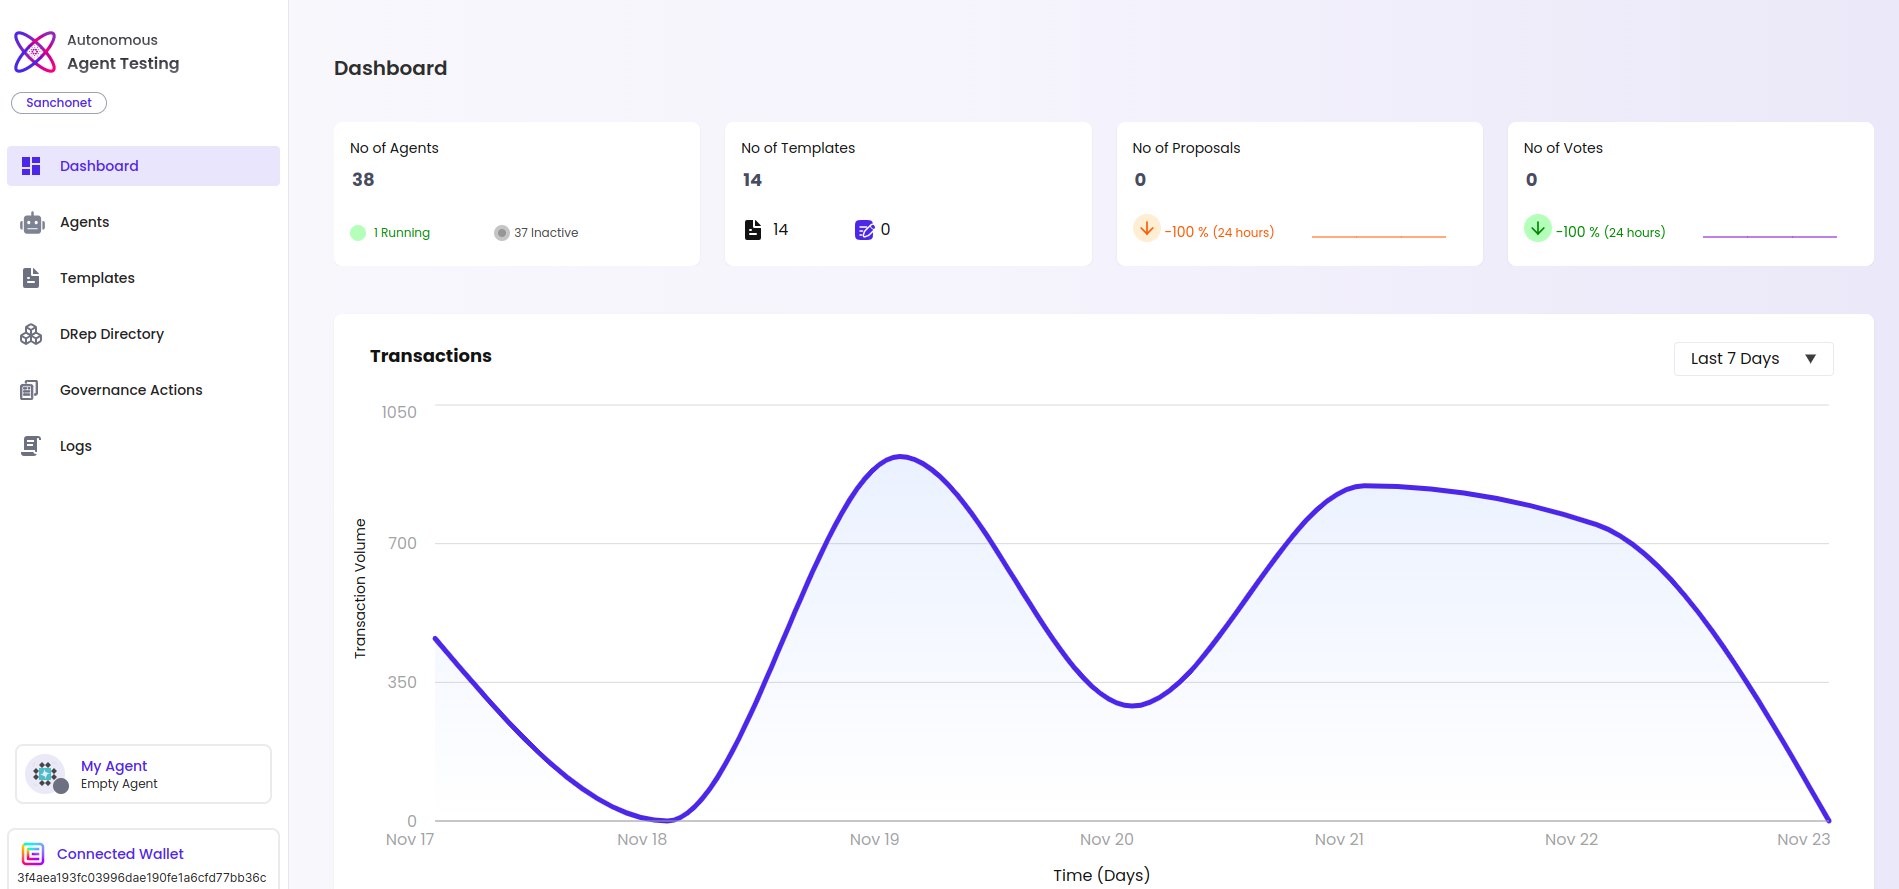 Autonomous
Agent Testing
Sanchonet
Dashboard
Agents
Templates
DRep Directory
Governance Actions
Logs
My Agent
Empty Agent
Connected Wallet
3f4aea193fc03996dae190fe1a6cfd77bb36c
Dashboard
No of Agents
38
1 Running
37 Inactive
No of Templates
14
14
0
No of Proposals
0
-100 % (24 hours)
No of Votes
0
-100 % (24 hours)
Transactions
Last 7 Days
1050
700
350
0
Transaction Volume
Nov 17
Nov 18
Nov 19
Nov 20
Nov 21
Nov 22
Nov 23
Time (Days)